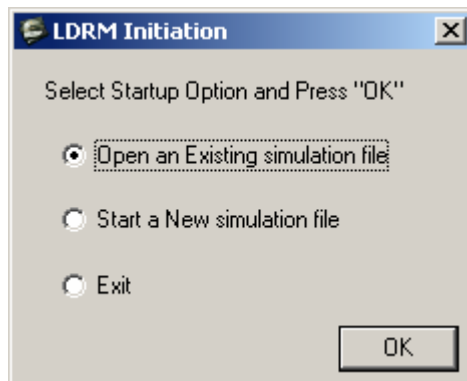 LDRM Initiation
Select Startup Option and Press "OK"
Open an Existing simulation file
Start a New simulation file
Exit
OK